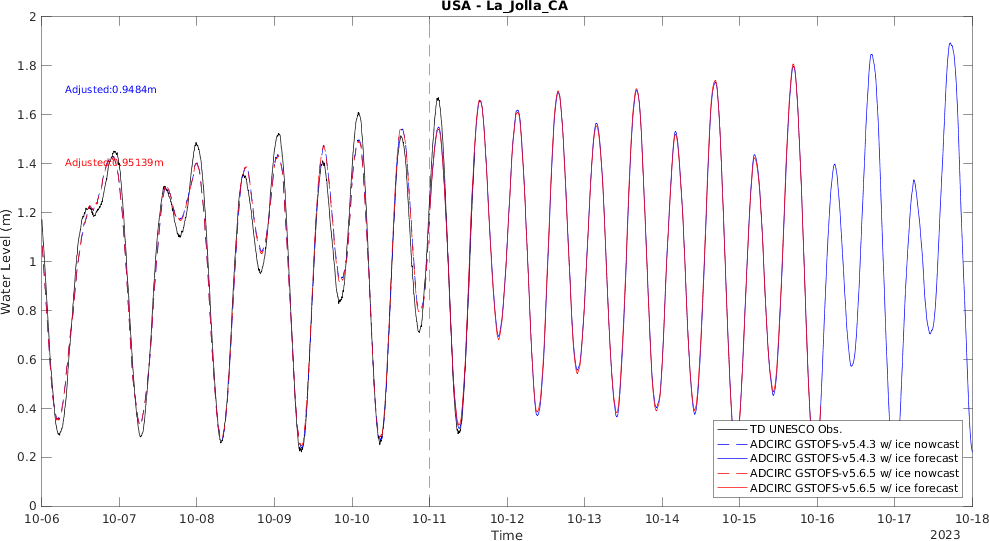 USA - La_Jolla_CA
2
1.8
1.6
1.4
1.2
1
0.8
0.6
0.4
0.2
0
Water Level (m)
Adjusted:0.9484m
Adjusted:0.95139m
TD UNESCO Obs.
ADCIRC GSTOFS-v5.4.3 w/ ice nowcast
ADCIRC GSTOFS-v5.4.3 w/ ice forecast
ADCIRC GSTOFS-v5.6.5 w/ ice nowcast
ADCIRC GSTOFS-v5.6.5 w/ ice forecast
10-06 10-07 10-08 10-09 10-10 10-11 10-12 10-13 10-14 10-15 10-16 10-17 10-18
Time
2023